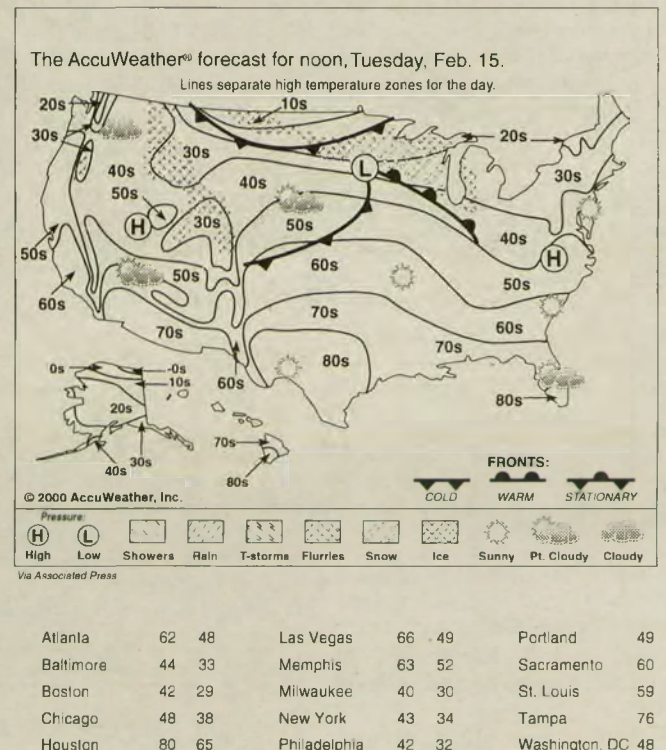 The AccuWeather® forecast for noon, Tuesday, Feb. 15.
Lines separate high temperature zones for the day.
20s
10s
30s
20s
30s
40s
40s
30s
50s
L
30s
50s
H
40s
H
50s
50s
60s
50s
60s
70s
60s
70s
70s
80s
60s
80s
0s
-0s
10s
20s
40s
30s
70s
80s
FRONTS:
COLD WARM STATIONARY
© 2000 AccuWeather, Inc.
Pressure
H L
High Low Showers Rain T-storms Flurries Snow Ice Sunny Pt. Cloudy Cloudy
Via Associated Press
Atlanta 62 48 Las Vegas 66 49 Portland 49
Baltimore 44 33 Memphis 63 52 Sacramento 60
Boston 42 29 Milwaukee 40 30 St. Louis 59
Chicago 48 38 New York 43 34 Tampa 76
Houston 80 65 Philadelphia 42 32 Washington, DC 48